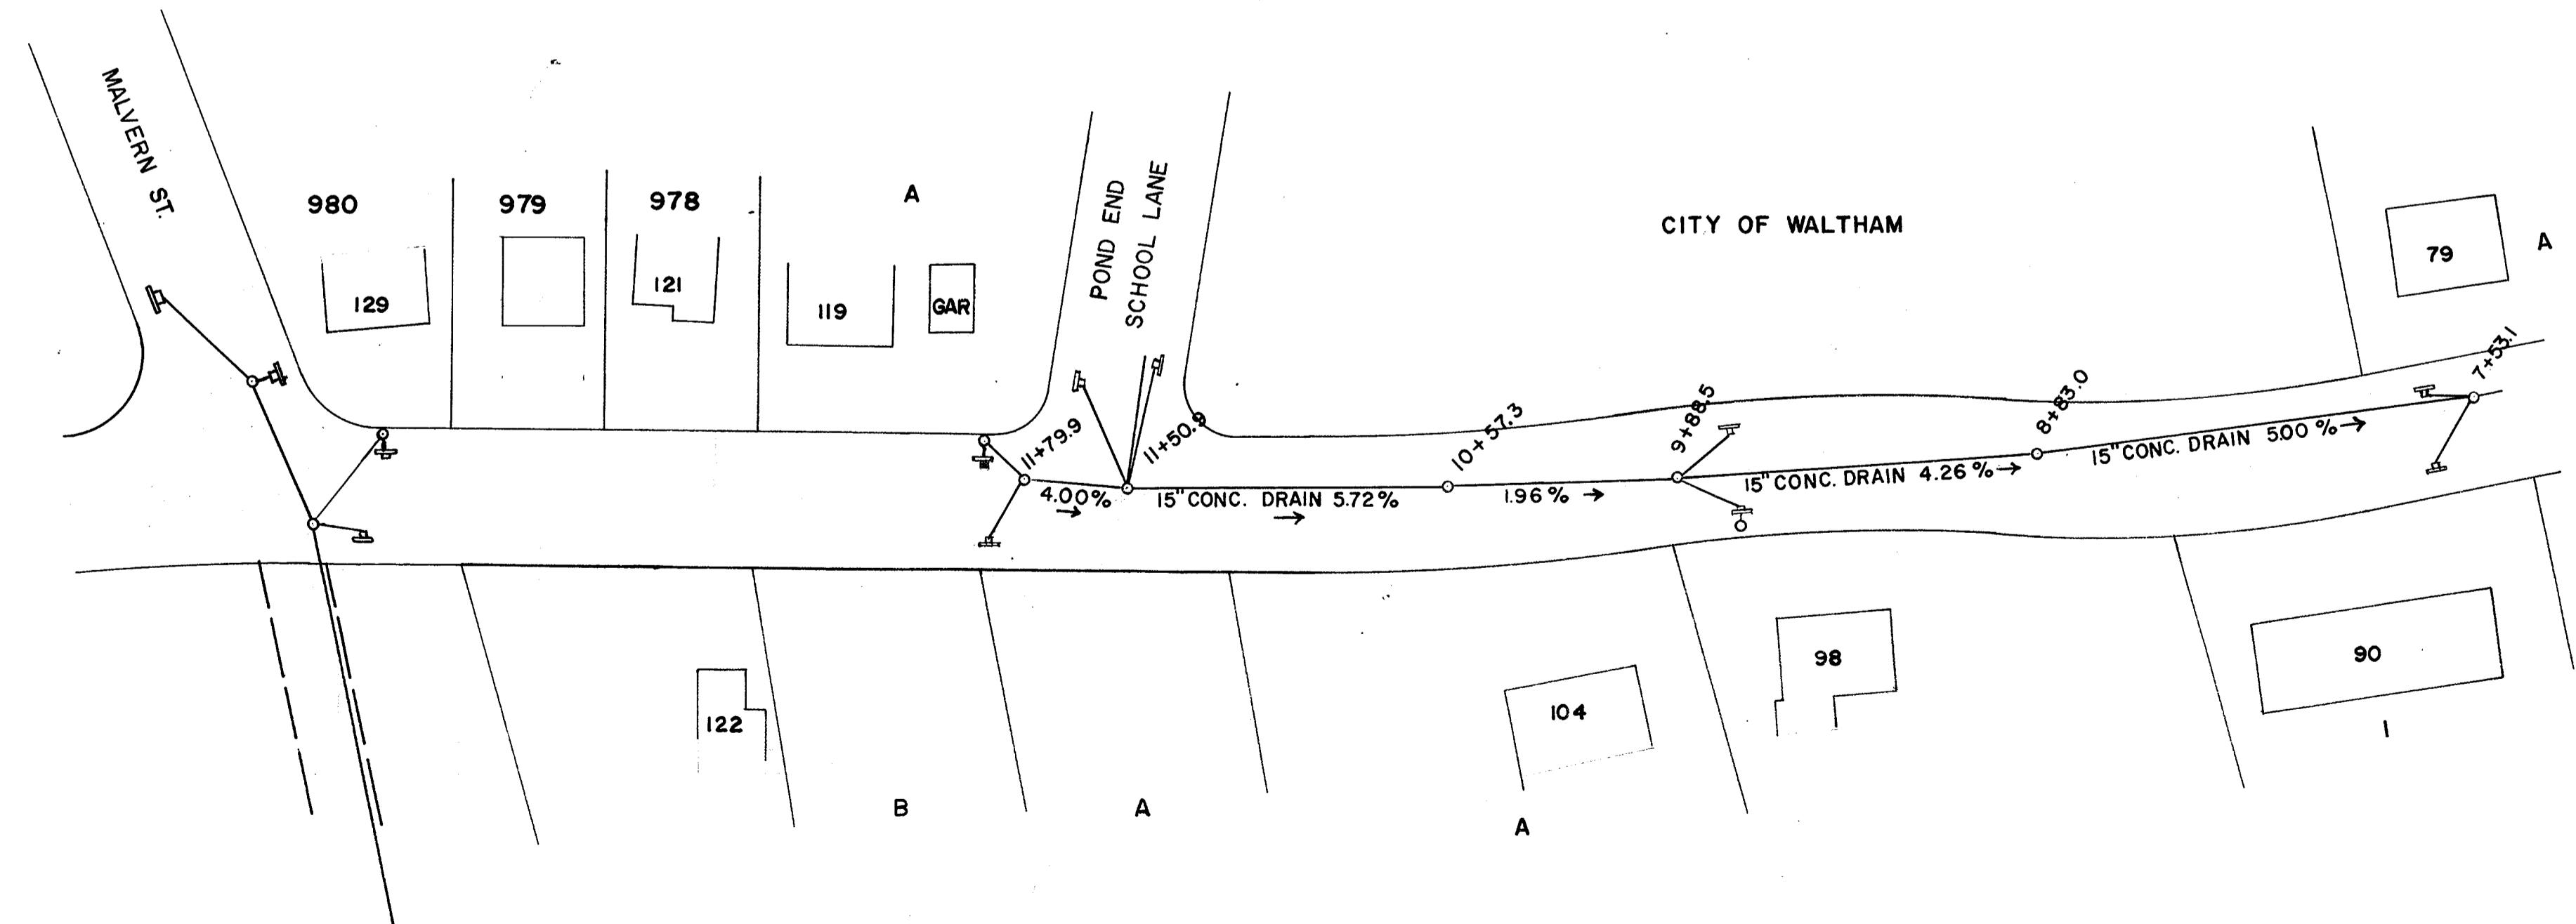 MALVERN ST.
980
979
978
A
129
121
119
GAR
POND END
SCHOOL LANE
CITY OF WALTHAM
79
A
11+79.9
11+50.9
10+57.3
9+88.5
8+83.0
7+53.1
4.00%
15" CONC. DRAIN 5.72%
1.96%
15" CONC. DRAIN 4.26%
15" CONC. DRAIN 5.00%
122
104
98
90
1
B
A
A